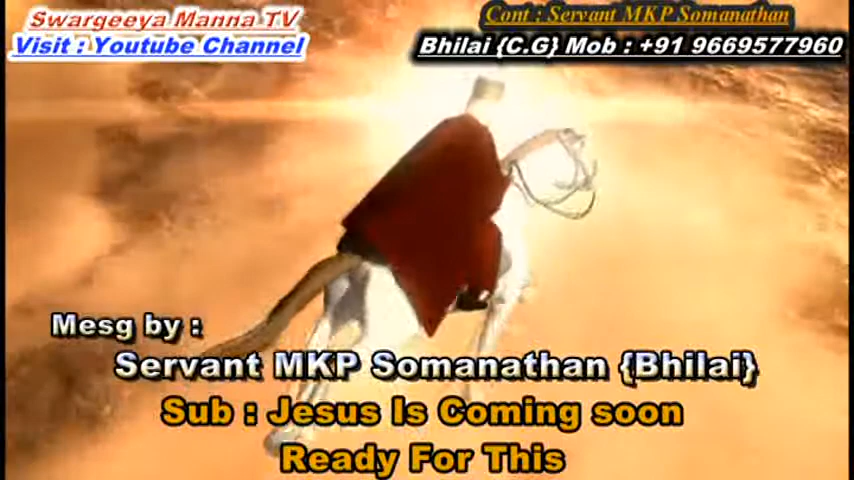 Swargeeya Manna TV
Visit : Youtube Channel
Cont : Servant MKP Somanathan
Bhilai {C.G} Mob : +91 9669577960
Mesg by :
Servant MKP Somanathan {Bhilai}
Sub : Jesus Is Coming soon
Ready For This